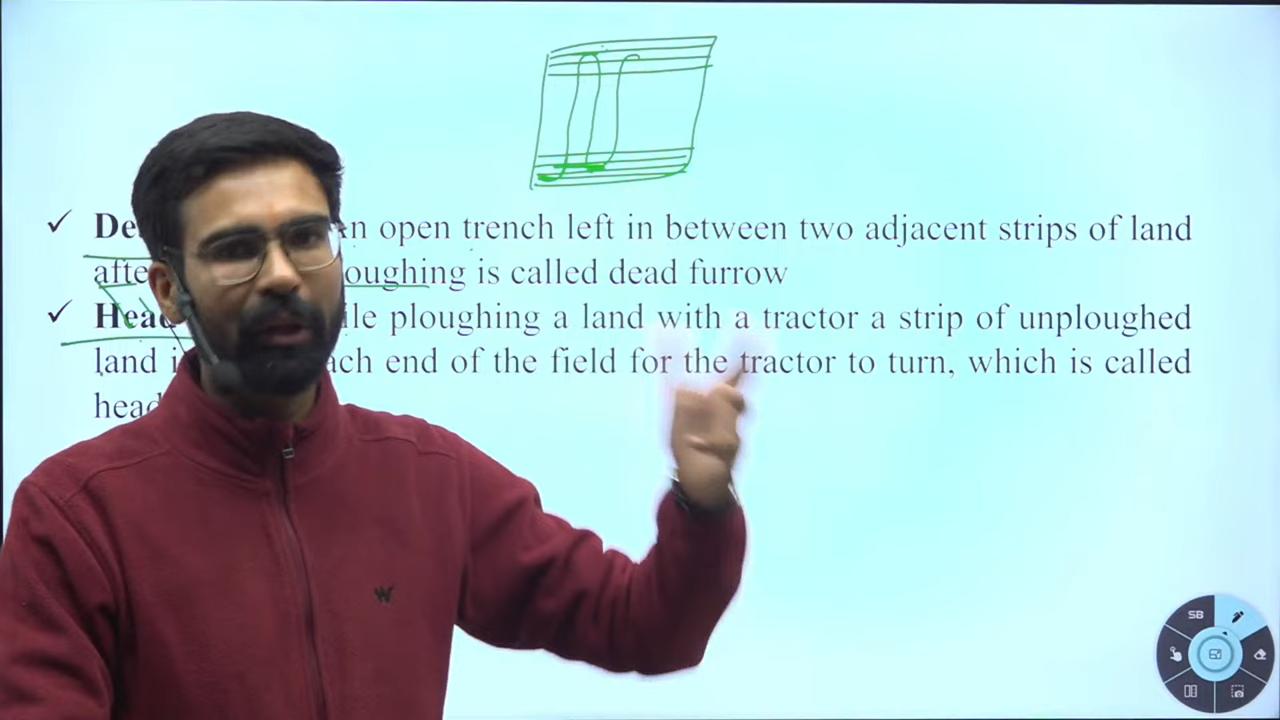 ✓ De n open trench left in between two adjacent strips of land
afte loughing is called dead furrow
✓ Head ile ploughing a land with a tractor a strip of unploughed
land i ach end of the field for the tractor to turn, which is called
head
W
SB